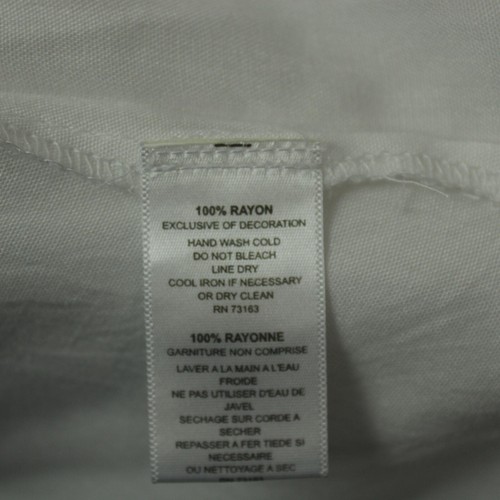 100% RAYON
EXCLUSIVE OF DECORATION
HAND WASH COLD
DO NOT BLEACH
LINE DRY
COOL IRON IF NECESSARY
OR DRY CLEAN
RN 73163
100% RAYONNE
GARNITURE NON COMPRISE
LAVER A LA MAIN A L'EAU
FROIDE
NE PAS UTILISER D'EAU DE
JAVEL
SECHAGE SUR CORDE A
SECHER
REPASSER A FER TIEDE SI
NECESSAIRE
OU NETTOYAGE A SEC